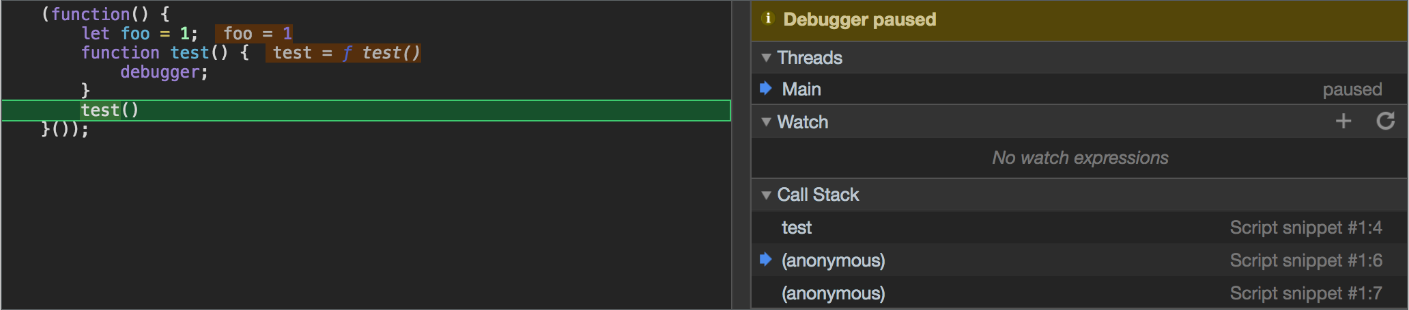 (function() {
    let foo = 1;  foo = 1
    function test() {  test = ƒ test()
        debugger;
    }
    test()
}());
Debugger paused
Threads
Main paused
Watch
No watch expressions
Call Stack
test Script snippet #1:4
(anonymous) Script snippet #1:6
(anonymous) Script snippet #1:7